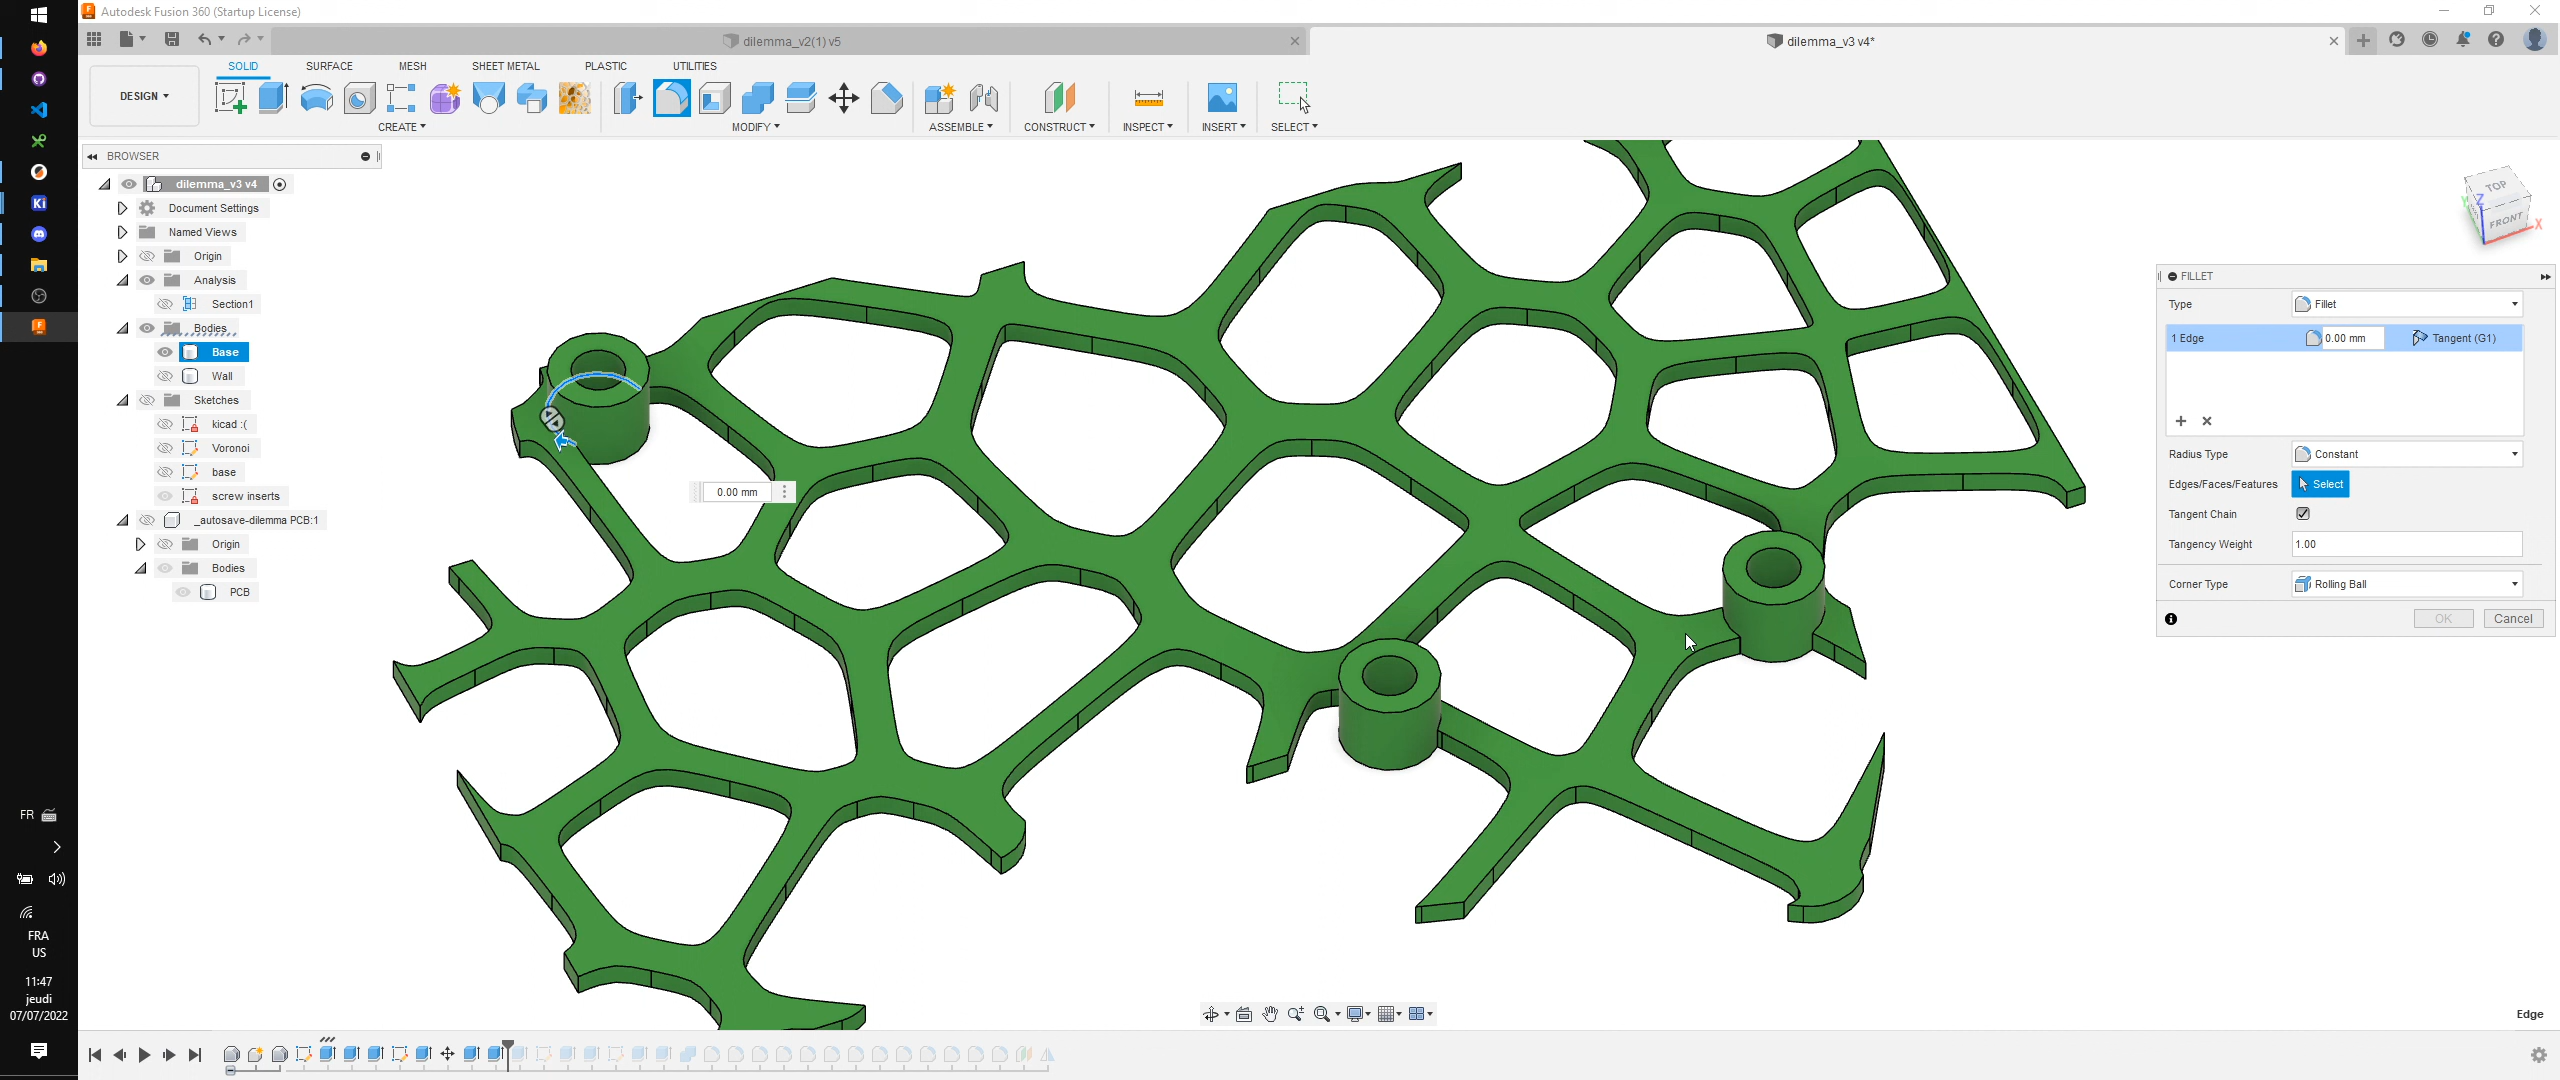 Autodesk Fusion 360 (Startup License)
dilemma_v2(1) v5
dilemma_v3 v4*
SOLID SURFACE MESH SHEET METAL PLASTIC UTILITIES
DESIGN
CREATE MODIFY ASSEMBLE CONSTRUCT INSPECT INSERT SELECT
BROWSER
dilemma_v3 v4
Document Settings
Named Views
Origin
Analysis
Section1
Bodies
Base
Wall
Sketches
kicad :(
Voronoi
base
screw inserts
_autosave-dilemma PCB:1
Origin
Bodies
PCB
0.00 mm
TOP
FRONT
Z
Y
X
FILLET
Type Fillet
1 Edge 0.00 mm Tangent (G1)
Radius Type Constant
Edges/Faces/Features Select
Tangent Chain
Tangency Weight 1.00
Corner Type Rolling Ball
OK Cancel
Edge
Ki
FR
FRA
US
11:47
jeudi
07/07/2022